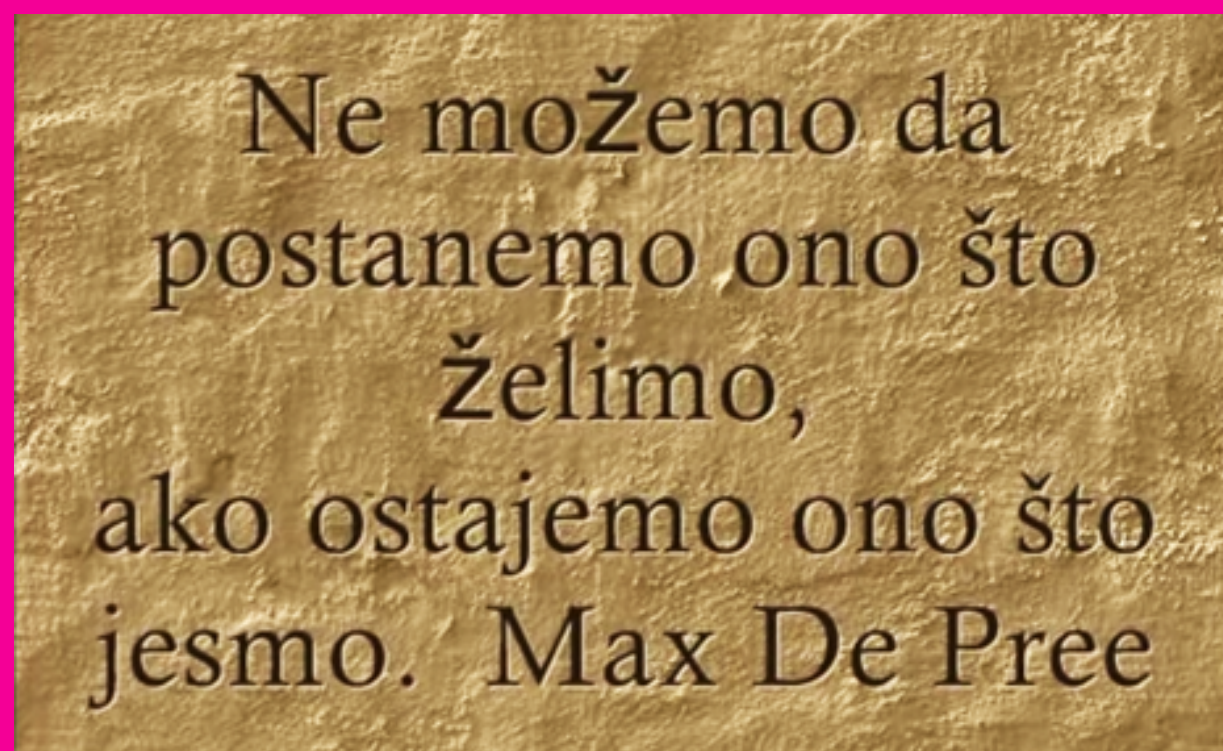 Ne možemo da
postanemo ono što
želimo,
ako ostajemo ono što
jesmo.  Max De Pree